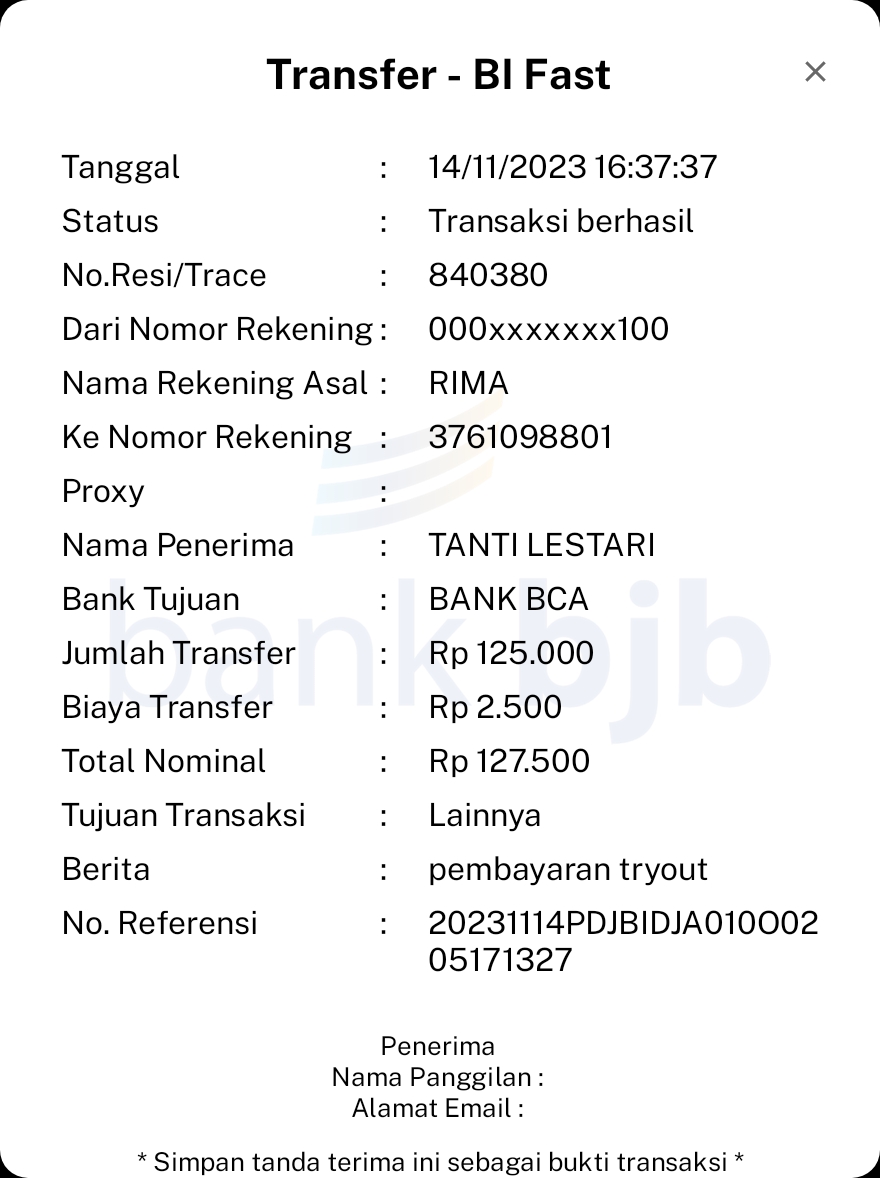 Transfer - BI Fast
Tanggal : 14/11/2023 16:37:37
Status : Transaksi berhasil
No.Resi/Trace : 840380
Dari Nomor Rekening : 000xxxxxxx100
Nama Rekening Asal : RIMA
Ke Nomor Rekening : 3761098801
Proxy :
Nama Penerima : TANTI LESTARI
Bank Tujuan : BANK BCA
Jumlah Transfer : Rp 125.000
Biaya Transfer : Rp 2.500
Total Nominal : Rp 127.500
Tujuan Transaksi : Lainnya
Berita : pembayaran tryout
No. Referensi : 20231114PDJBIDJA010O02
05171327
bank bjb
Penerima
Nama Panggilan :
Alamat Email :
* Simpan tanda terima ini sebagai bukti transaksi *